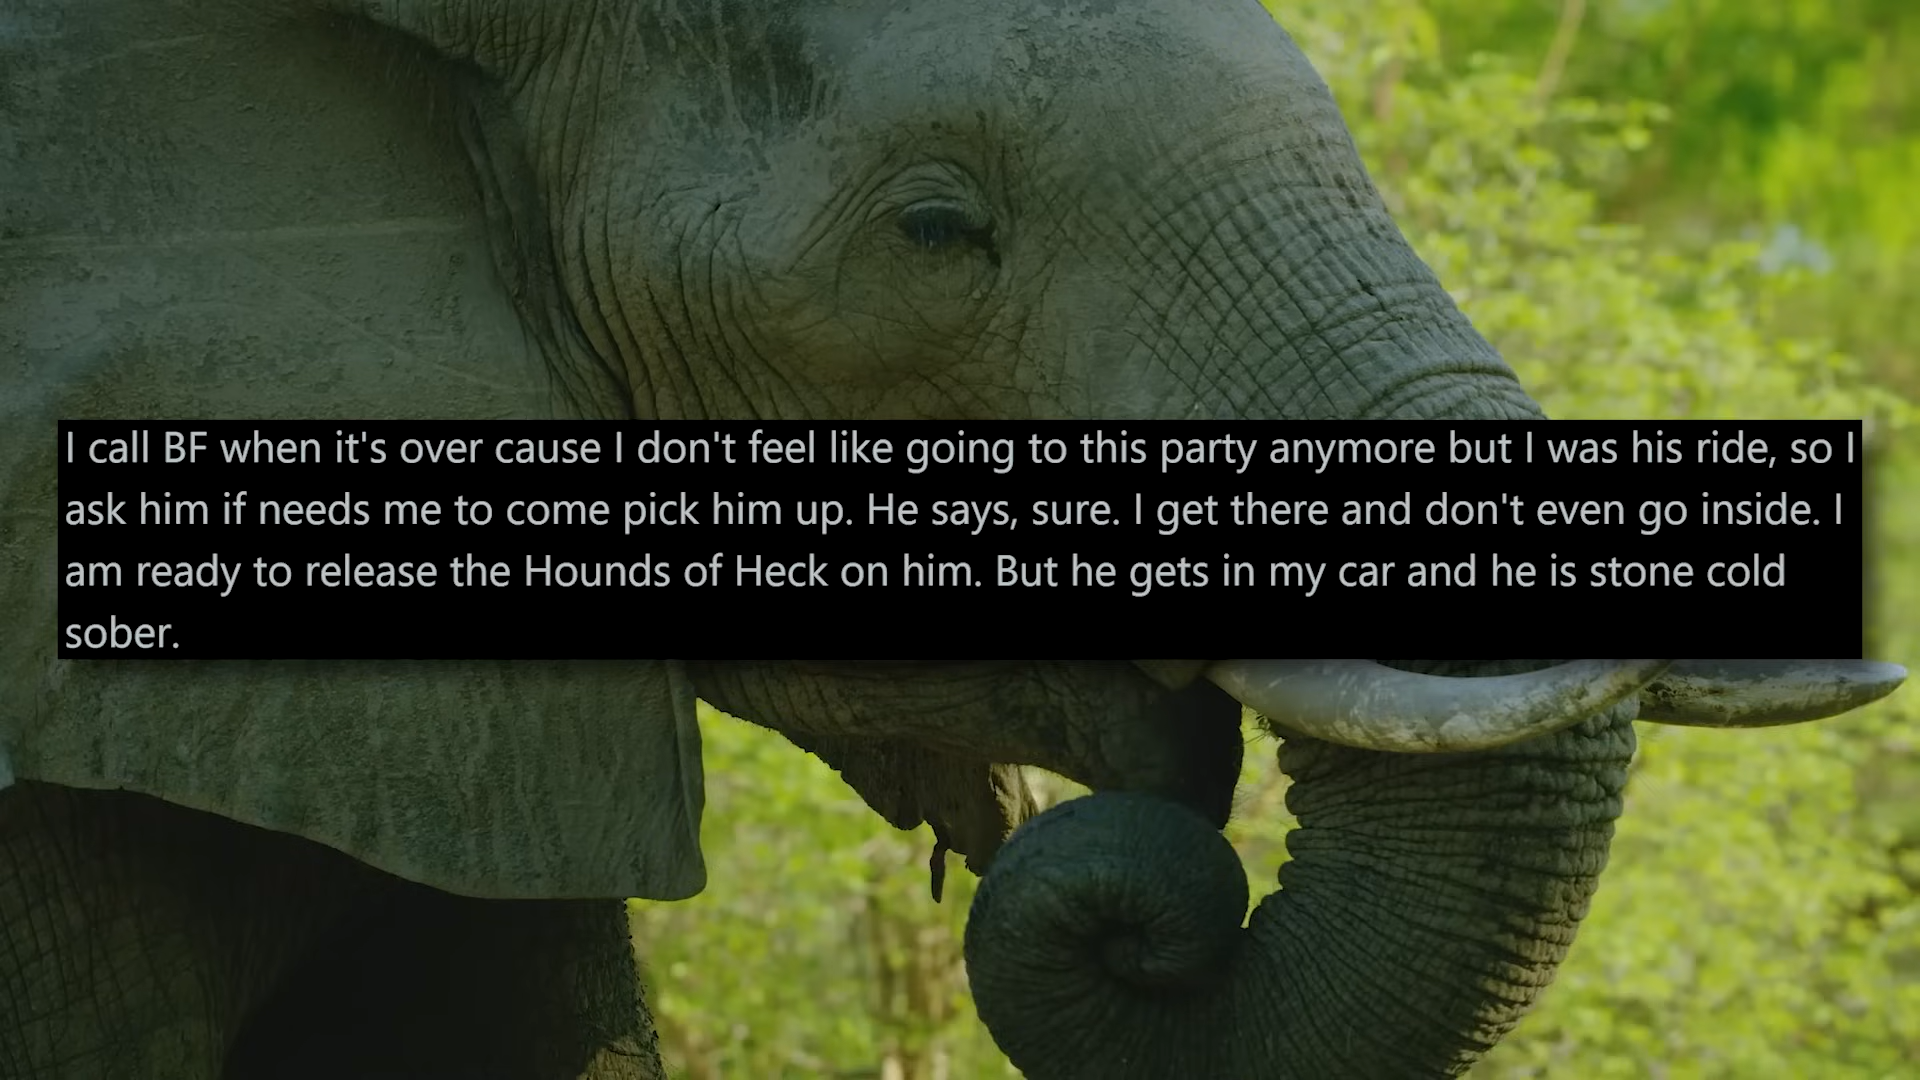 I call BF when it's over cause I don't feel like going to this party anymore but I was his ride, so I
ask him if needs me to come pick him up. He says, sure. I get there and don't even go inside. I
am ready to release the Hounds of Heck on him. But he gets in my car and he is stone cold
sober.